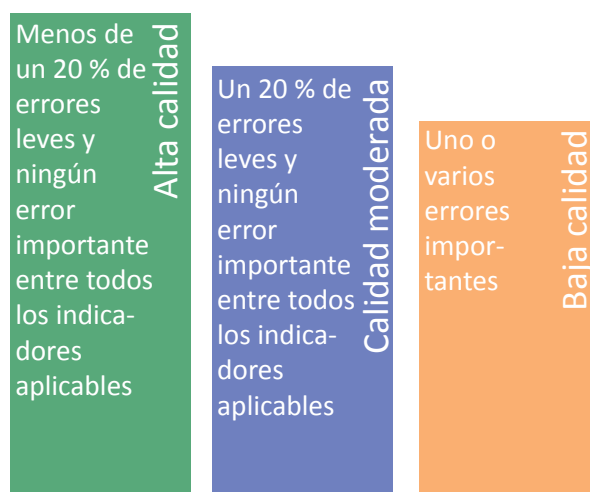 Menos de
un 20 % de
errores
leves y
ningún
error
importante
entre todos
los indica-
dores
aplicables
Alta calidad
Un 20 % de
errores
leves y
ningún
error
importante
entre todos
los indica-
dores
aplicables
Calidad moderada
Uno o
varios
errores
impor-
tantes
Baja calidad